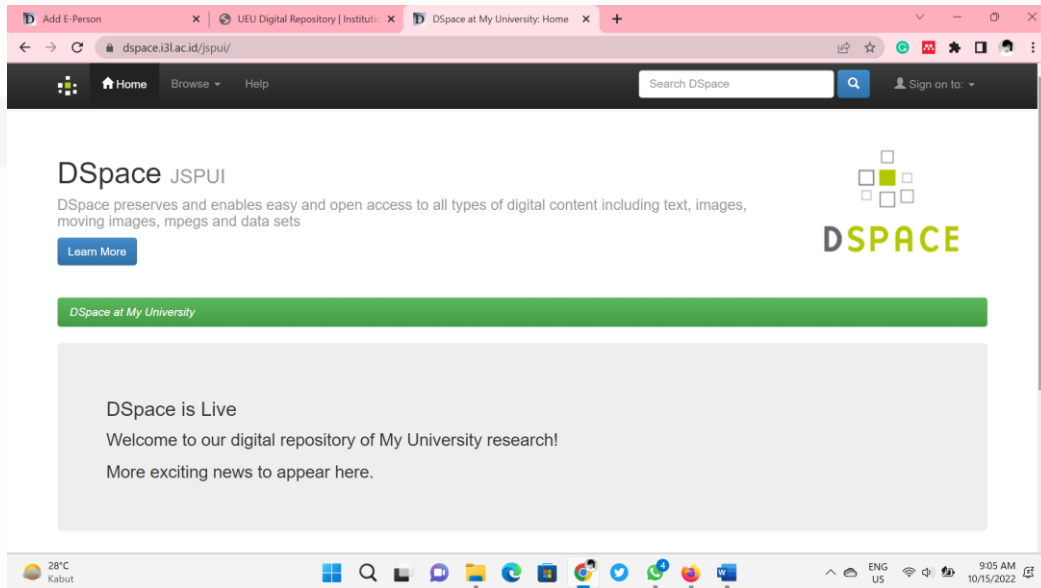 Add E-Person
UEU Digital Repository | Institutio
DSpace at My University: Home
dspace.i3l.ac.id/jspui/
Home
Browse
Help
Search DSpace
Sign on to:
DSpace JSPUI
DSpace preserves and enables easy and open access to all types of digital content including text, images,
moving images, mpegs and data sets
Learn More
DSPACE
DSpace at My University
DSpace is Live
Welcome to our digital repository of My University research!
More exciting news to appear here.
28°C
Kabut
ENG
US
9:05 AM
10/15/2022